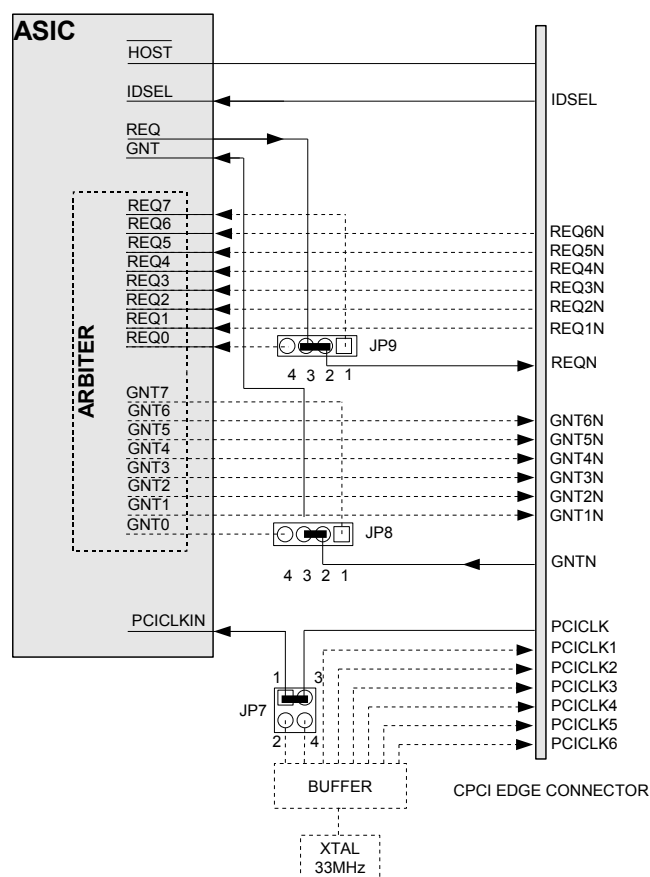 ASIC
HOST
IDSEL
IDSEL
REQ
GNT
ARBITER
REQ7
REQ6
REQ5
REQ4
REQ3
REQ2
REQ1
REQ0
REQ6N
REQ5N
REQ4N
REQ3N
REQ2N
REQ1N
JP9
4 3 2 1
REQN
GNT7
GNT6
GNT5
GNT4
GNT3
GNT2
GNT1
GNT0
GNT6N
GNT5N
GNT4N
GNT3N
GNT2N
GNT1N
JP8
4 3 2 1
GNTN
PCICLKIN
PCICLK
PCICLK1
PCICLK2
PCICLK3
PCICLK4
PCICLK5
PCICLK6
1 3
JP7
2 4
BUFFER
CPCI EDGE CONNECTOR
XTAL
33MHz